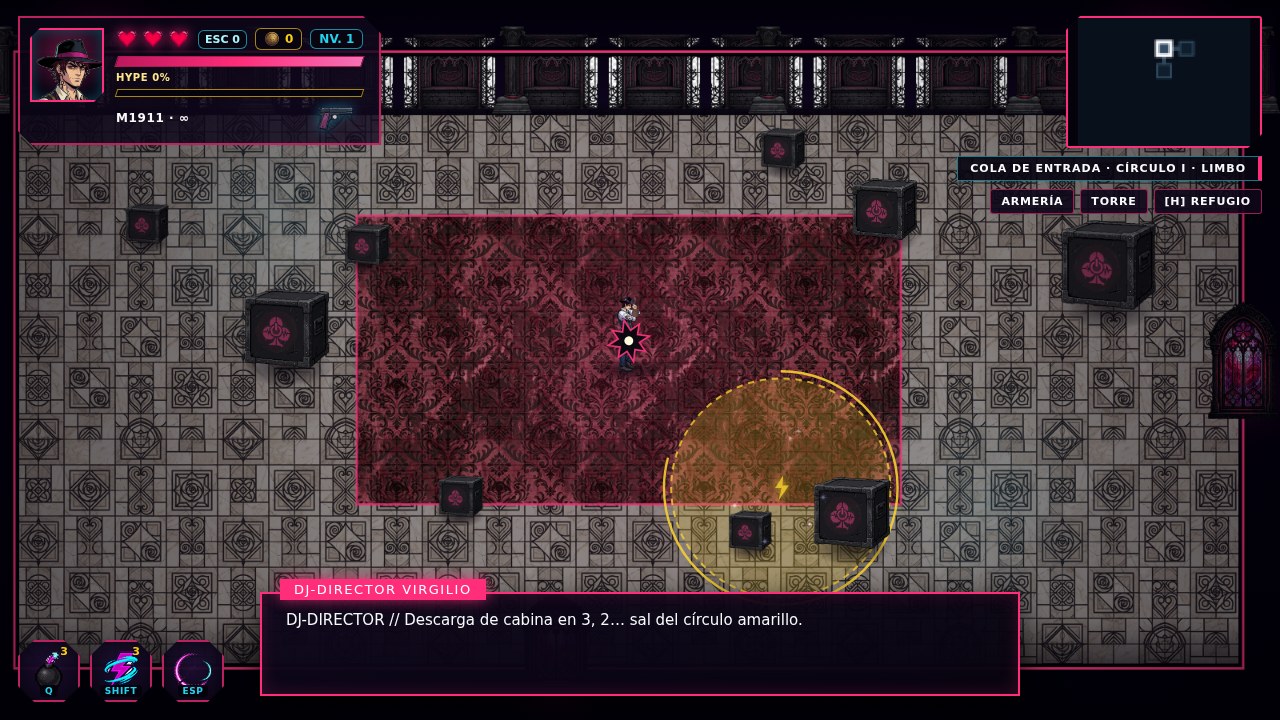 ESC 0
0
NV. 1
HYPE 0%
M1911 · ∞
COLA DE ENTRADA · CÍRCULO I · LIMBO
ARMERÍA
TORRE
[H] REFUGIO
DJ-DIRECTOR VIRGILIO
DJ-DIRECTOR // Descarga de cabina en 3, 2... sal del círculo amarillo.
3
Q
3
SHIFT
ESP